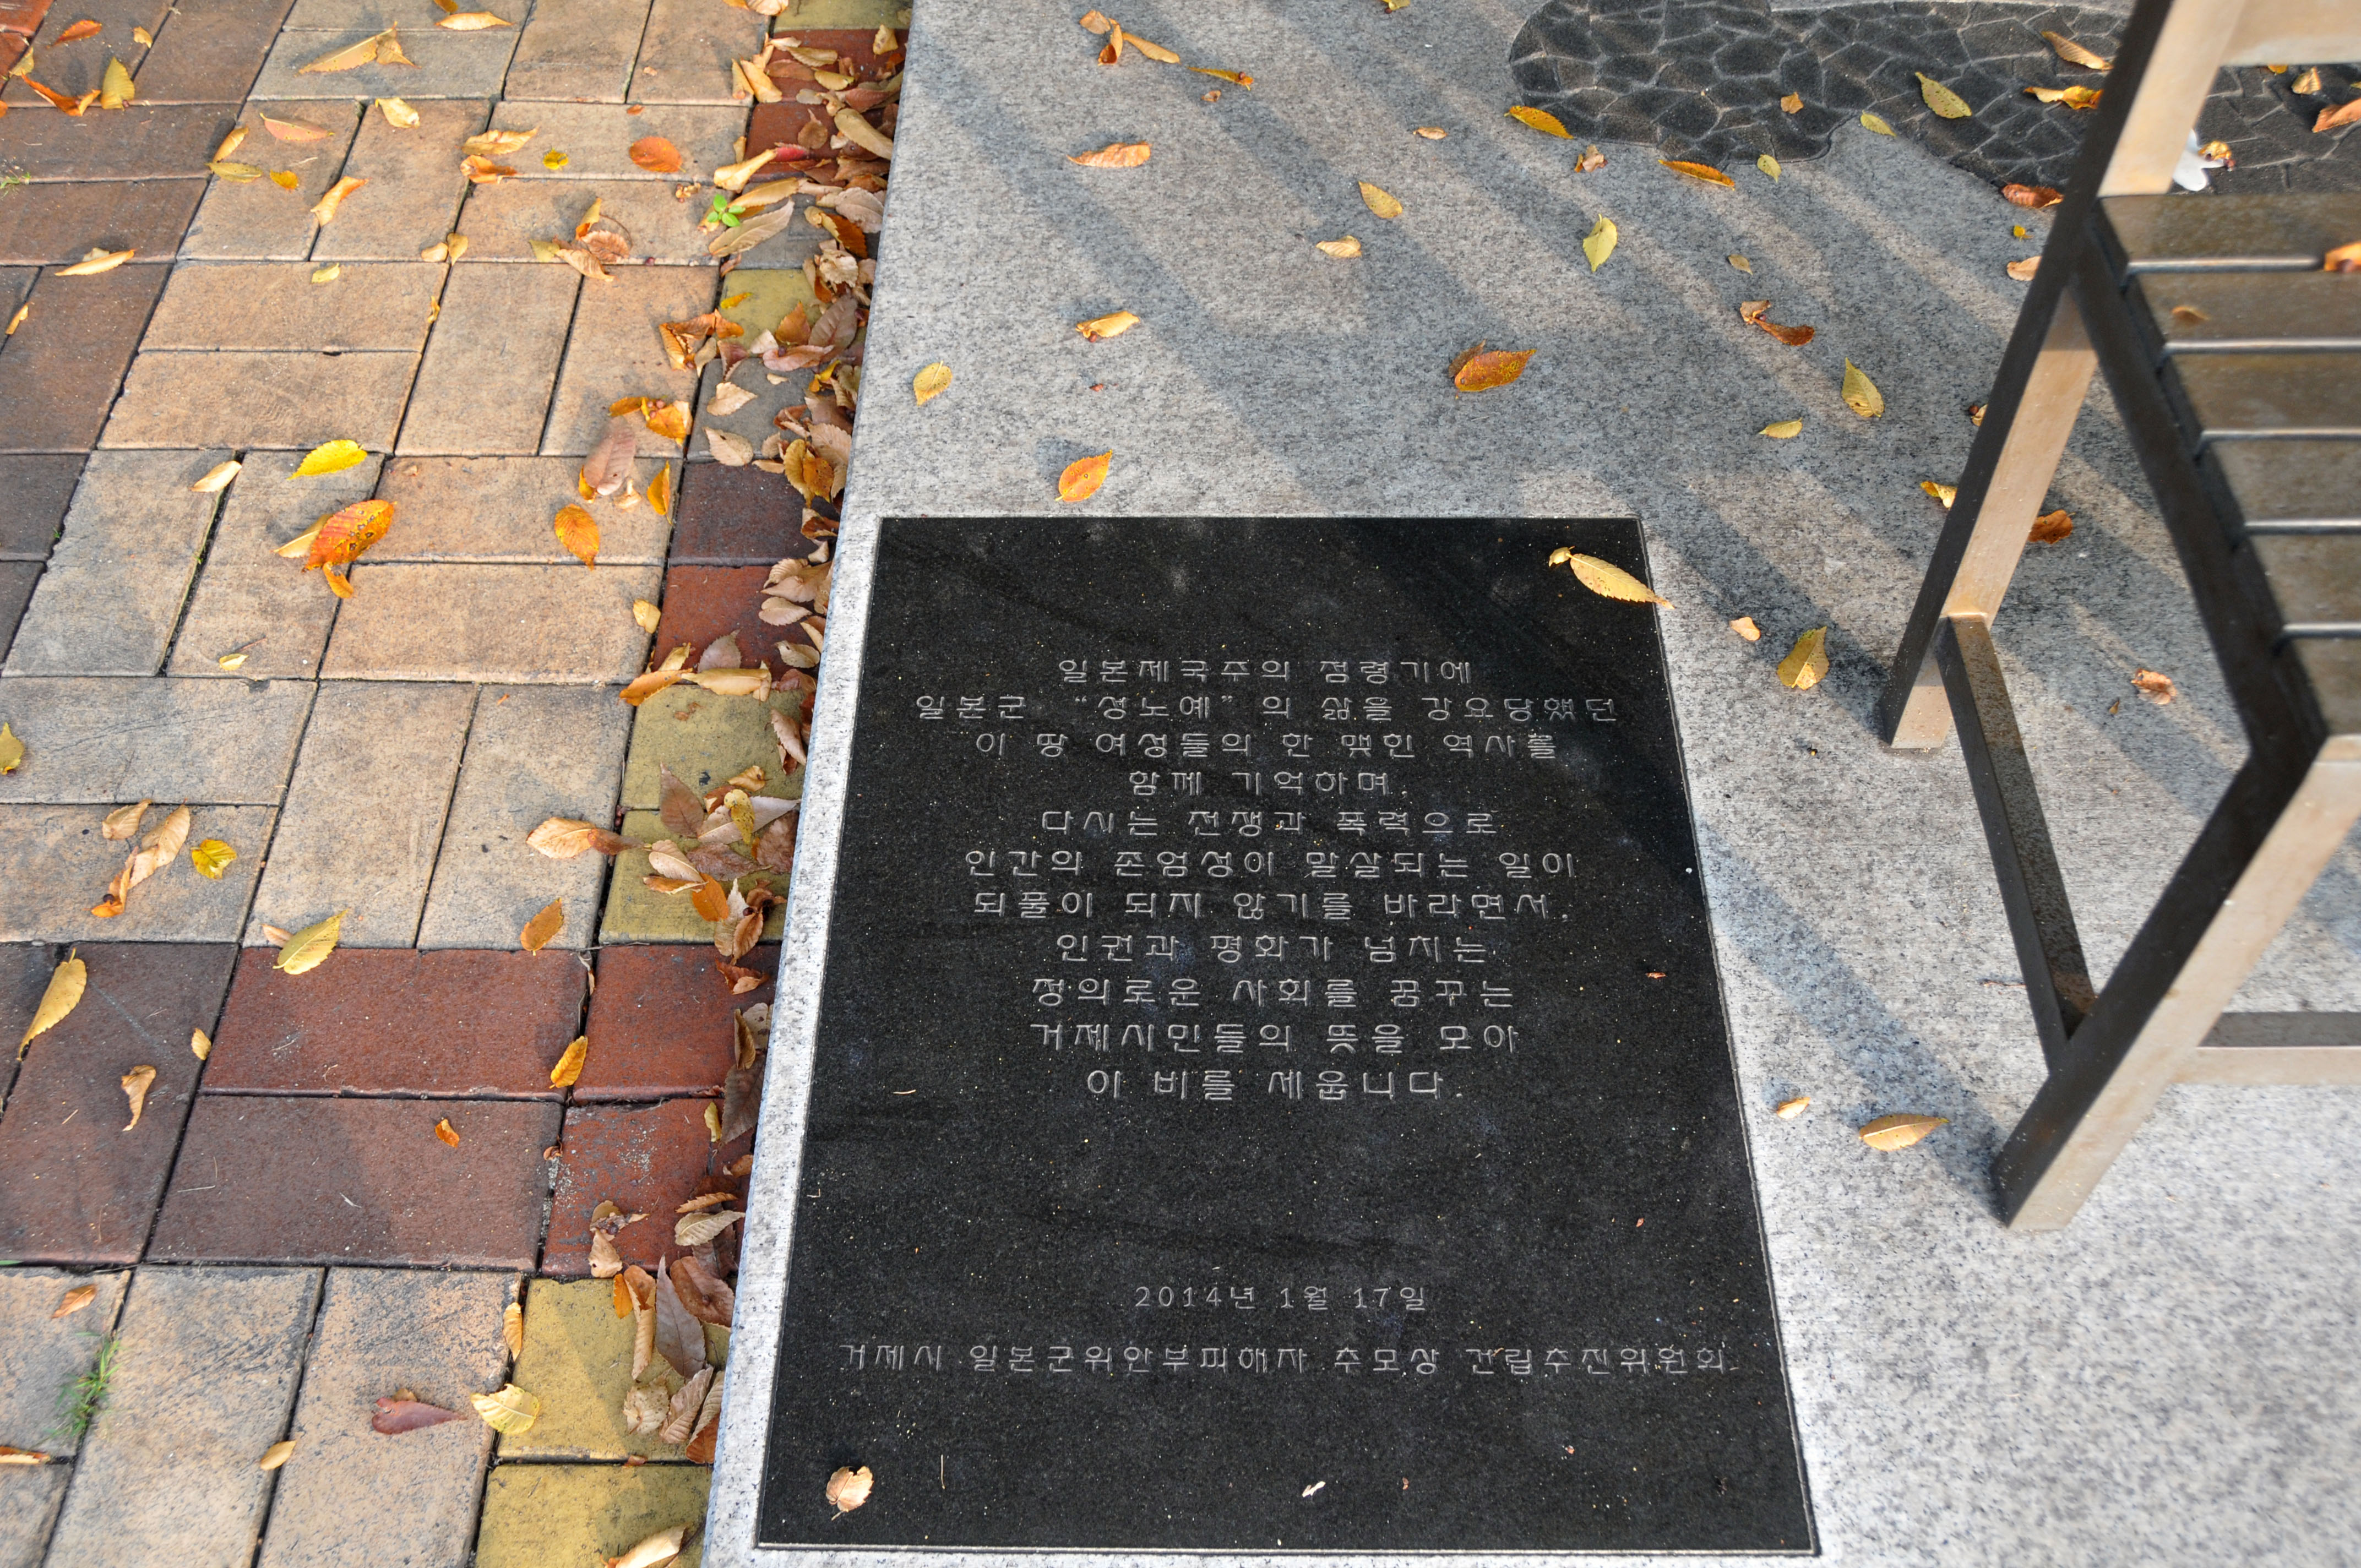 일본제국주의 점령기에
일본군 “성노예”의 삶을 강요당했던
이 땅 여성들의 한 맺힌 역사를
함께 기억하며,
다시는 전쟁과 폭력으로
인간의 존엄성이 말살되는 일이
되풀이 되지 않기를 바라면서,
인권과 평화가 넘치는
정의로운 사회를 꿈꾸는
거제시민들의 뜻을 모아
이 비를 세웁니다.
2014년 1월 17일
거제시 일본군위안부피해자 추모상 건립추진위원회